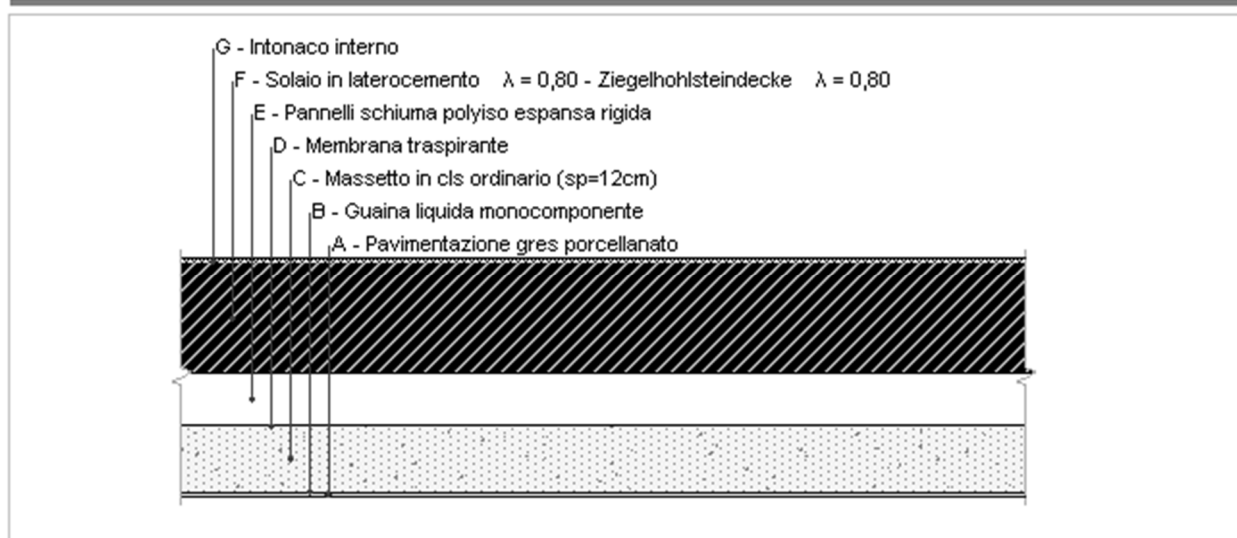 G - Intonaco interno
F - Solaio in laterocemento λ = 0,80 - Ziegelhohlsteindecke λ = 0,80
E - Pannelli schiuma polyiso espansa rigida
D - Membrana traspirante
C - Massetto in cls ordinario (sp=12cm)
B - Guaina liquida monocomponente
A - Pavimentazione gres porcellanato